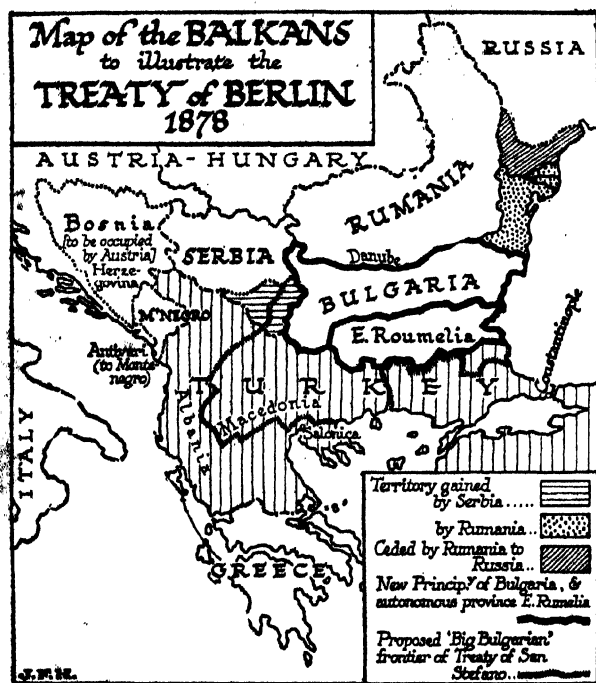 Map of the BALKANS
to illustrate the
TREATY of BERLIN
1878
RUSSIA
AUSTRIA-HUNGARY
RUMANIA
Bosnia
[to be occupied
by Austria]
Herze-
govina
SERBIA
Danube
BULGARIA
M'NEGRO
E. Roumelia
Constantinople
Antivari
(to Monte-
negro)
TURKEY
Albania
Macedonia
Salonica
ITALY
GREECE
Territory gained
by Serbia.....
by Rumania..
Ceded by Rumania to
Russia..
New Princip.y of Bulgaria, &
autonomous province E. Rumelia
Proposed 'Big Bulgarian'
frontier of Treaty of San
Stefano..
J.F.H.